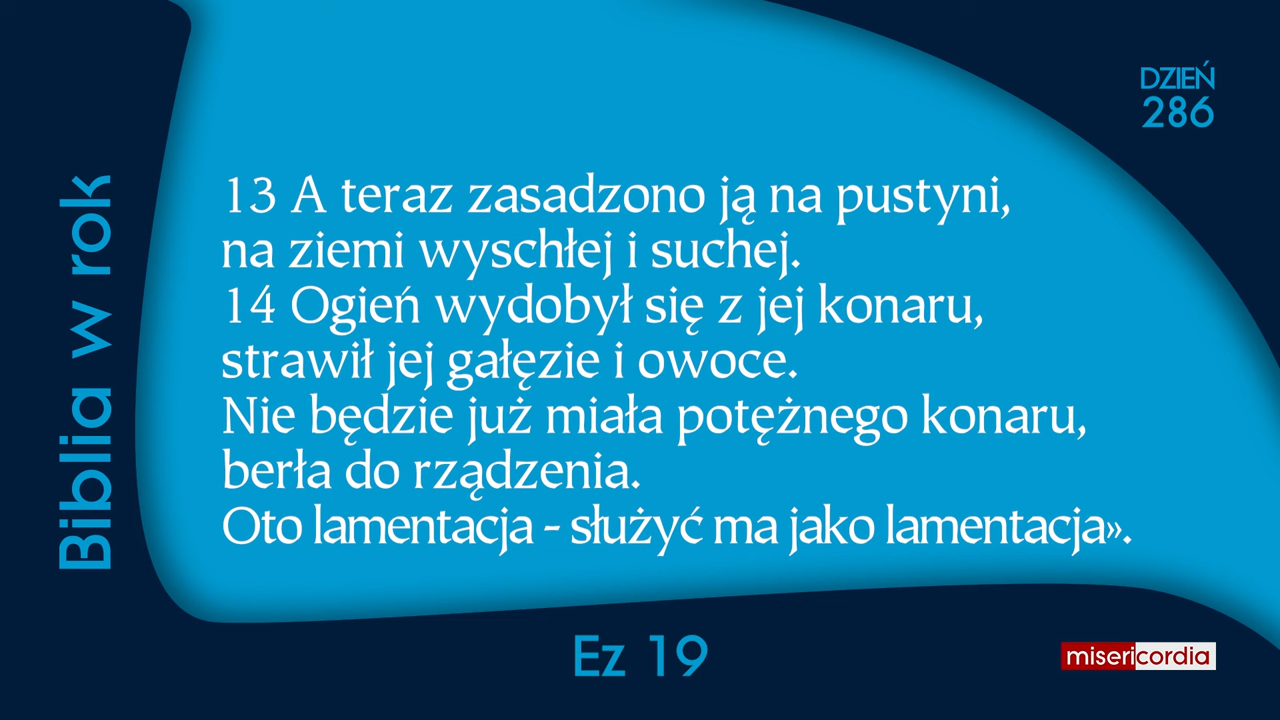 DZIEŃ
286
Biblia w rok
13 A teraz zasadzono ją na pustyni,
na ziemi wyschłej i suchej.
14 Ogień wydobył się z jej konaru,
strawił jej gałęzie i owoce.
Nie będzie już miała potężnego konaru,
berła do rządzenia.
Oto lamentacja - służyć ma jako lamentacja».
Ez 19
misericordia